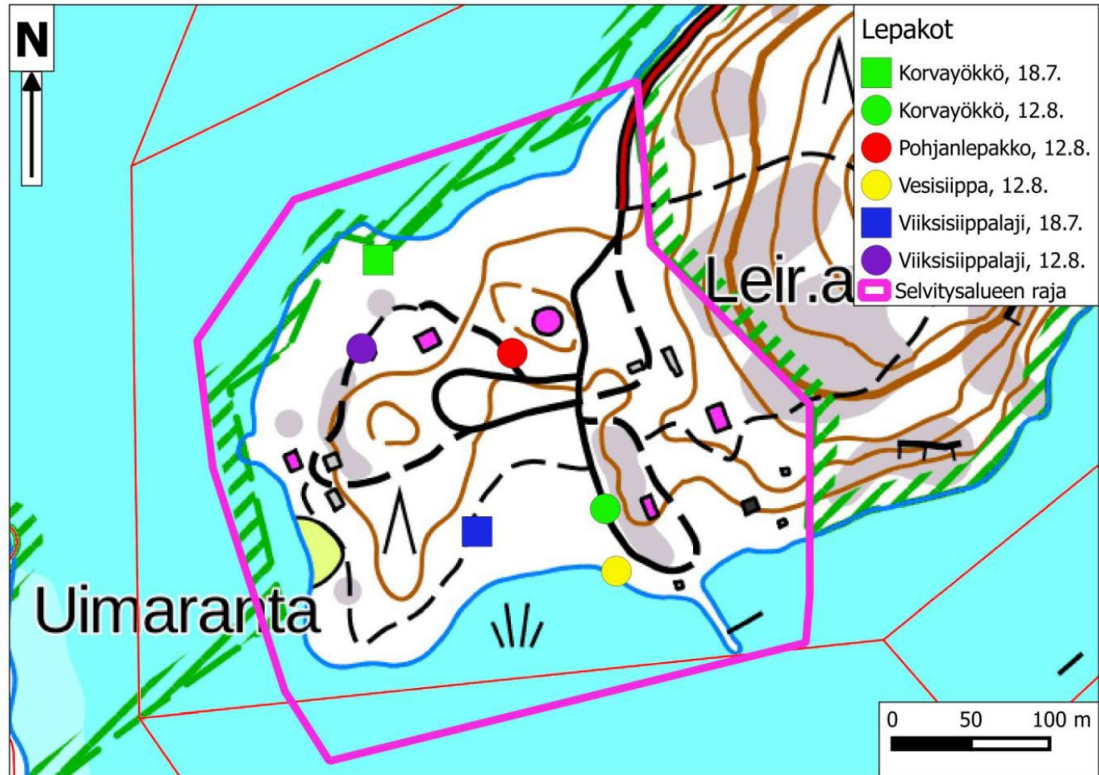 N
Lepakot
Korvayökkö, 18.7.
Korvayökkö, 12.8.
Pohjanlepakko, 12.8.
Vesisiippa, 12.8.
Viiksisiippalaji, 18.7.
Viiksisiippalaji, 12.8.
Selvitysalueen raja
Leir.a
Uimaranta
0 50 100 m